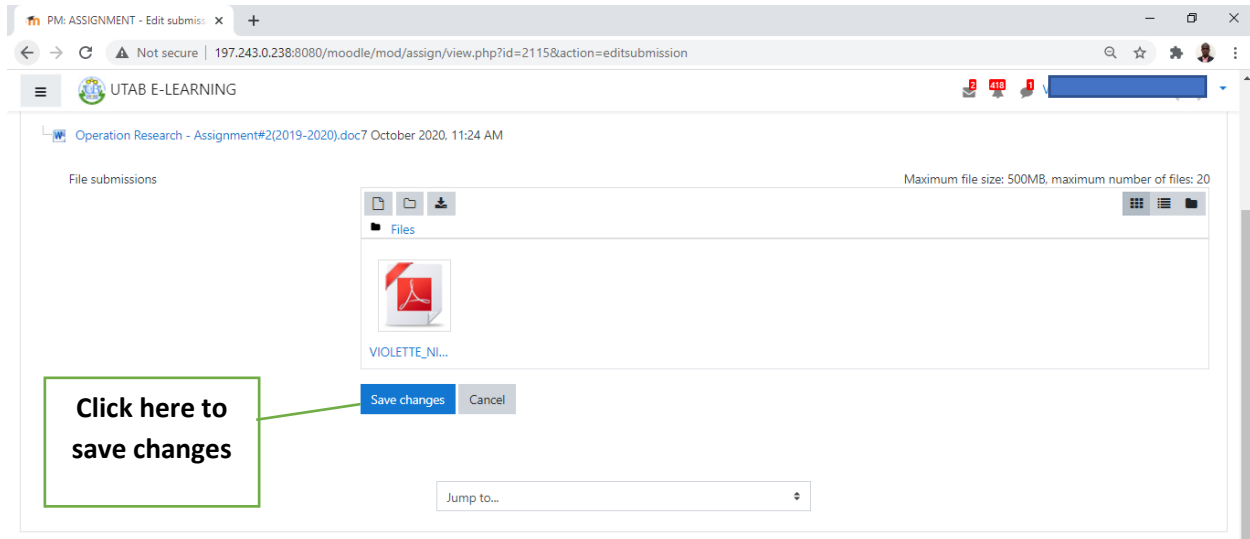 PM: ASSIGNMENT - Edit submiss
Not secure | 197.243.0.238:8080/moodle/mod/assign/view.php?id=2115&action=editsubmission
UTAB E-LEARNING
2 418 1 V
Operation Research - Assignment#2(2019-2020).doc7 October 2020, 11:24 AM
File submissions
Maximum file size: 500MB, maximum number of files: 20
Files
VIOLETTE_NI...
Click here to
save changes
Save changes Cancel
Jump to...